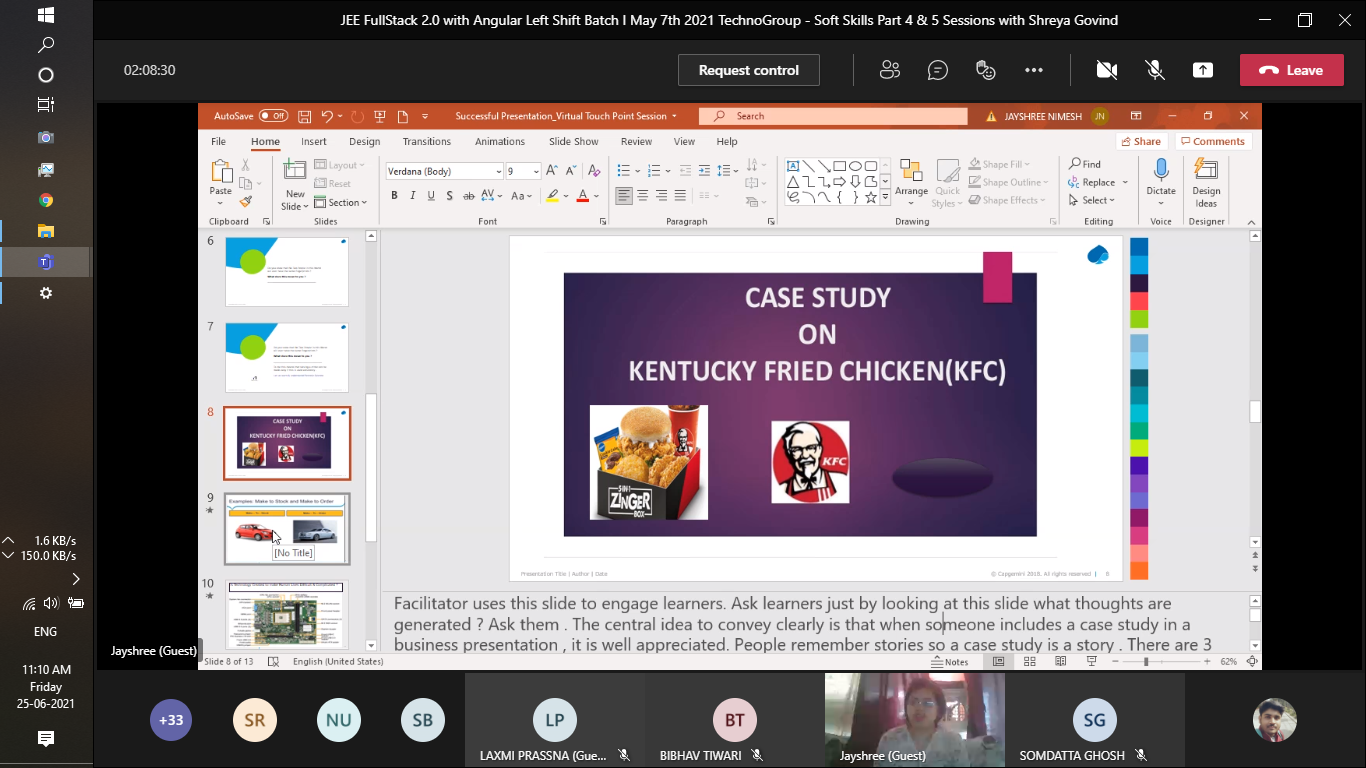 JEE FullStack 2.0 with Angular Left Shift Batch I May 7th 2021 TechnoGroup - Soft Skills Part 4 & 5 Sessions with Shreya Govind
02:08:30
Request control
Leave
AutoSave Off
Successful Presentation_Virtual Touch Point Session
Search
JAYSHREE NIMESH
JN
File Home Insert Design Transitions Animations Slide Show Review View Help
Share
Comments
Paste
Clipboard
New
Slide
Layout
Reset
Section
Slides
Verdana (Body)
9
B I U S ab AV Aa A
Font
Paragraph
Arrange
Quick
Styles
Shape Fill
Shape Outline
Shape Effects
Drawing
Find
Replace
Select
Editing
Dictate
Voice
Design
Ideas
Designer
6
7
8
CASE STUDY
ON
KENTUCKY FRIED CHICKEN(KFC)
9
Examples: Make to Stock and Make to Order
[No Title]
10
CASE STUDY
ON
KENTUCKY FRIED CHICKEN(KFC)
5-IN-1
ZINGER
BOX
KFC
Presentation Title | Author | Date
© Capgemini 2018. All rights reserved | 8
Facilitator uses this slide to engage learners. Ask learners just by looking at this slide what thoughts are
generated ? Ask them . The central idea to convey clearly is that when someone includes a case study in a
business presentation , it is well appreciated. People remember stories so a case study is a story . There are 3
Slide 8 of 13
English (United States)
Notes
62%
Jayshree (Guest)
1.6 KB/s
150.0 KB/s
ENG
11:10 AM
Friday
25-06-2021
+33
SR
NU
SB
LP
LAXMI PRASSNA (Gue...
BT
BIBHAV TIWARI
Jayshree (Guest)
SG
SOMDATTA GHOSH